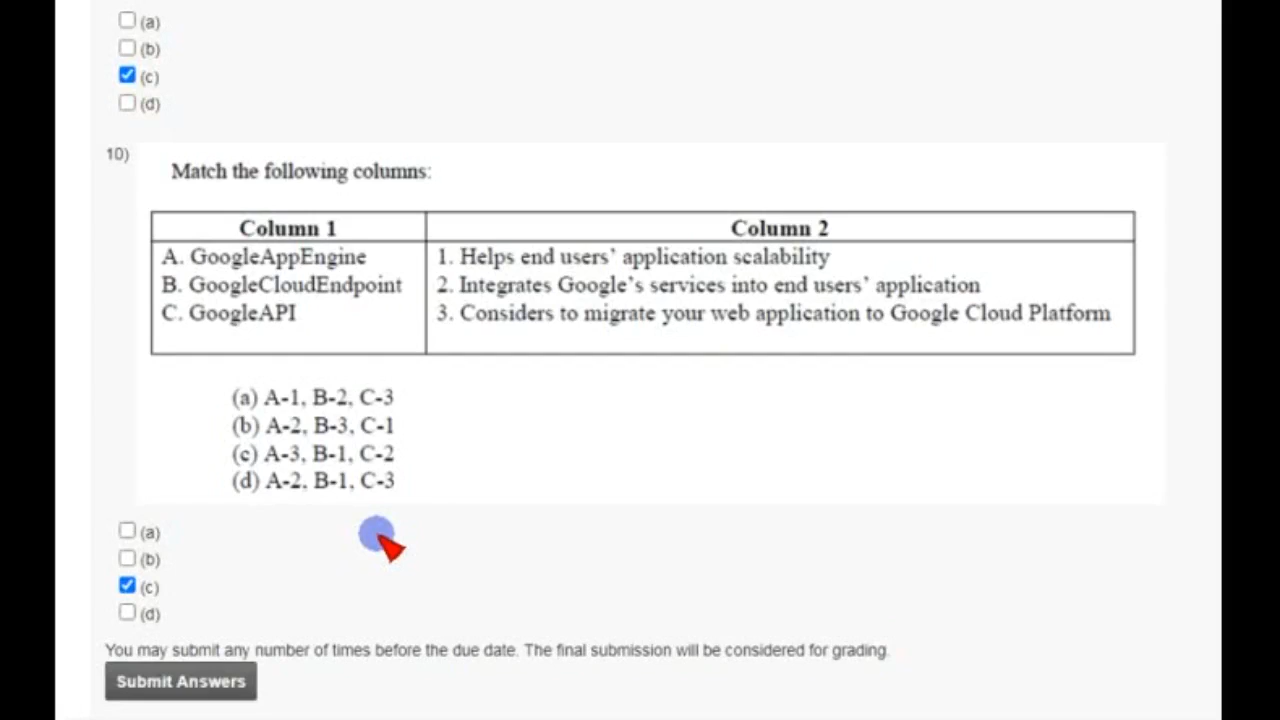 (a)
(b)
(c)
(d)
10)
Match the following columns:
Column 1 Column 2
A. GoogleAppEngine 1. Helps end users' application scalability
B. GoogleCloudEndpoint 2. Integrates Google's services into end users' application
C. GoogleAPI 3. Considers to migrate your web application to Google Cloud Platform
(a) A-1, B-2, C-3
(b) A-2, B-3, C-1
(c) A-3, B-1, C-2
(d) A-2, B-1, C-3
(a)
(b)
(c)
(d)
You may submit any number of times before the due date. The final submission will be considered for grading.
Submit Answers